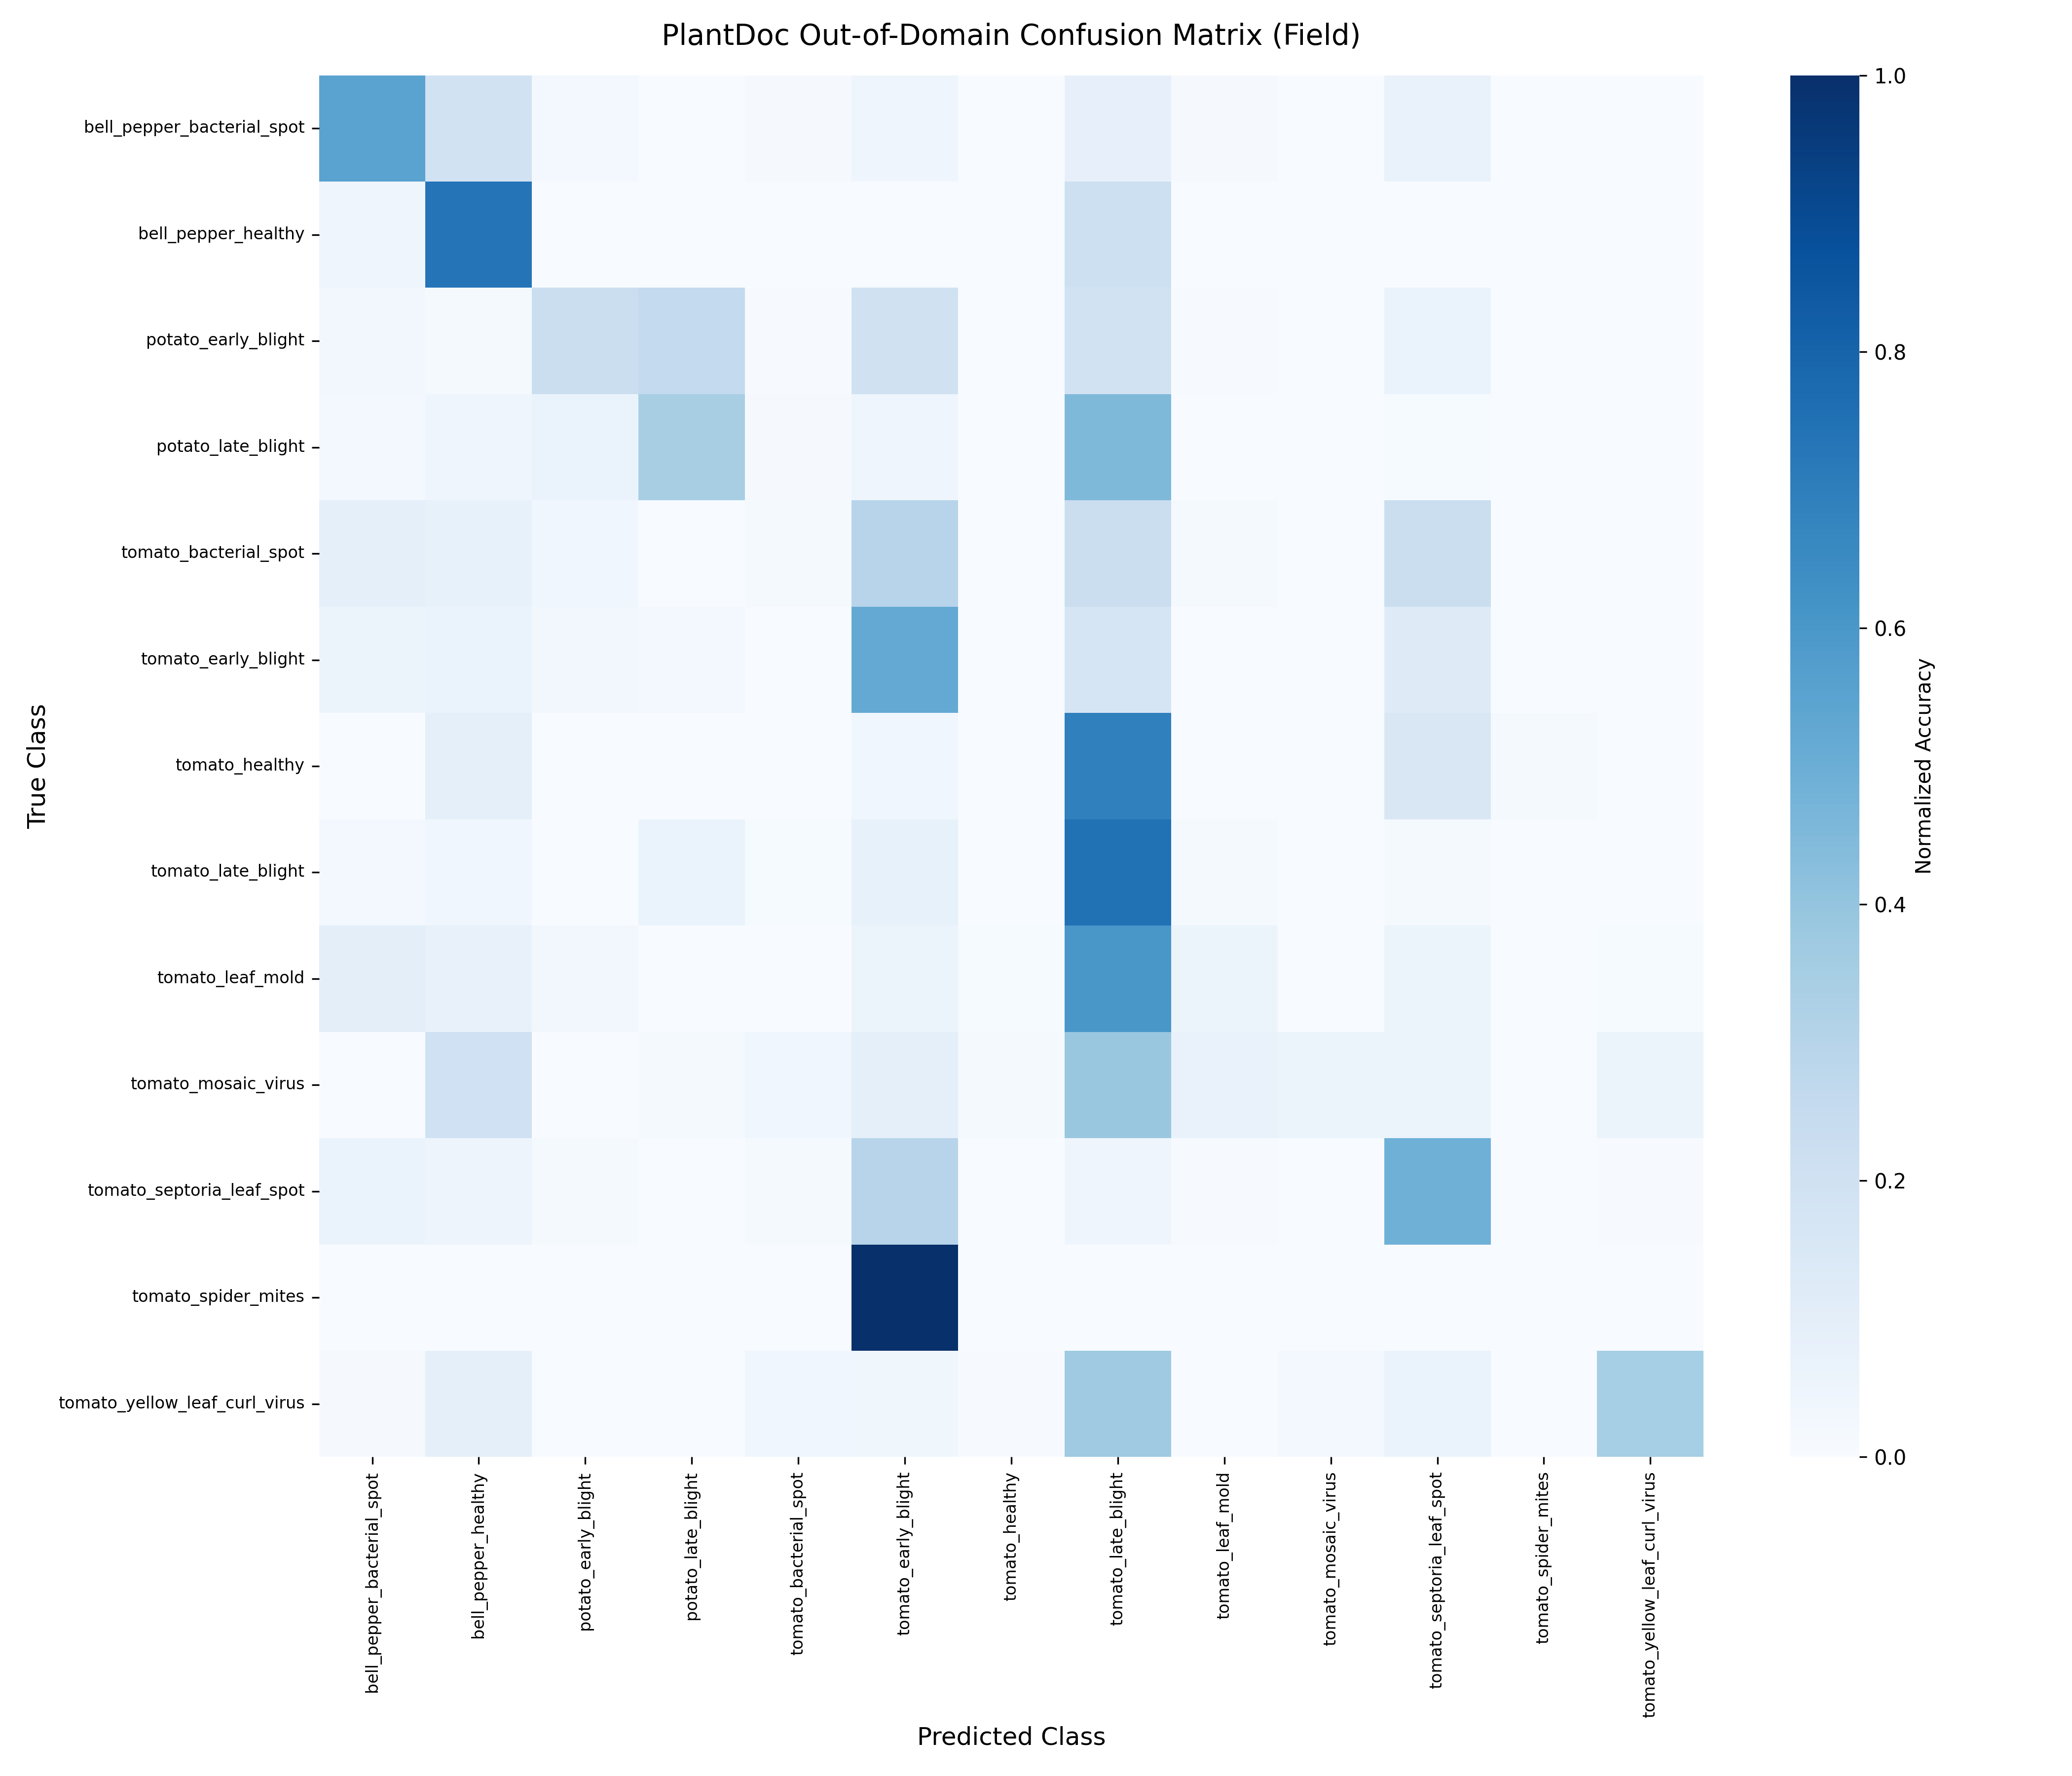 PlantDoc Out-of-Domain Confusion Matrix (Field)
True Class
bell_pepper_bacterial_spot
bell_pepper_healthy
potato_early_blight
potato_late_blight
tomato_bacterial_spot
tomato_early_blight
tomato_healthy
tomato_late_blight
tomato_leaf_mold
tomato_mosaic_virus
tomato_septoria_leaf_spot
tomato_spider_mites
tomato_yellow_leaf_curl_virus
bell_pepper_bacterial_spot
bell_pepper_healthy
potato_early_blight
potato_late_blight
tomato_bacterial_spot
tomato_early_blight
tomato_healthy
tomato_late_blight
tomato_leaf_mold
tomato_mosaic_virus
tomato_septoria_leaf_spot
tomato_spider_mites
tomato_yellow_leaf_curl_virus
Predicted Class
1.0
0.8
0.6
0.4
0.2
0.0
Normalized Accuracy